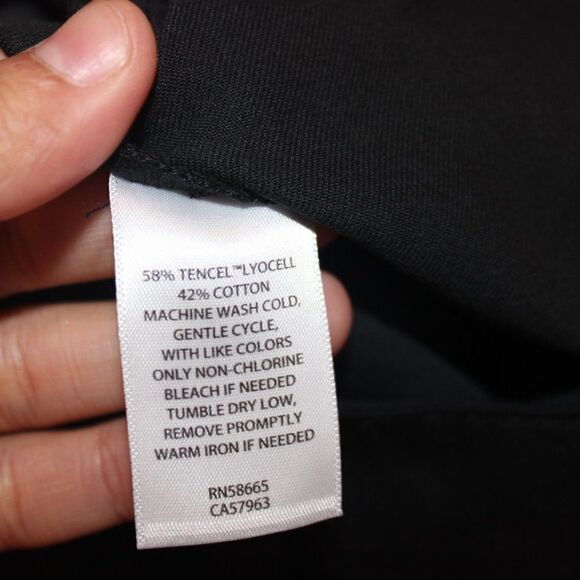 58% TENCEL™LYOCELL
42% COTTON
MACHINE WASH COLD,
GENTLE CYCLE,
WITH LIKE COLORS
ONLY NON-CHLORINE
BLEACH IF NEEDED
TUMBLE DRY LOW,
REMOVE PROMPTLY
WARM IRON IF NEEDED
RN58665
CA57963